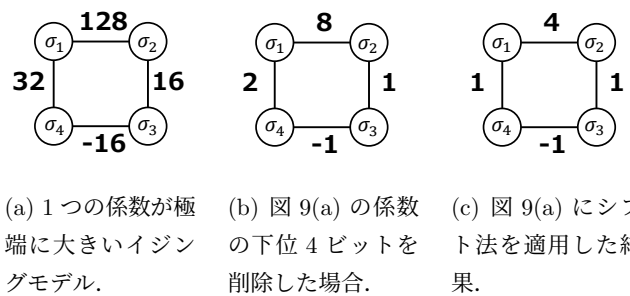 128 8 4
σ1 σ2 σ1 σ2 σ1 σ2
32 16 2 1 1 1
σ4 σ3 σ4 σ3 σ4 σ3
-16 -1 -1
(a) 1 つの係数が極
端に大きいイジン
グモデル.
(b) 図 9(a) の係数
の下位 4 ビットを
削除した場合.
(c) 図 9(a) にシフ
ト法を適用した結
果.